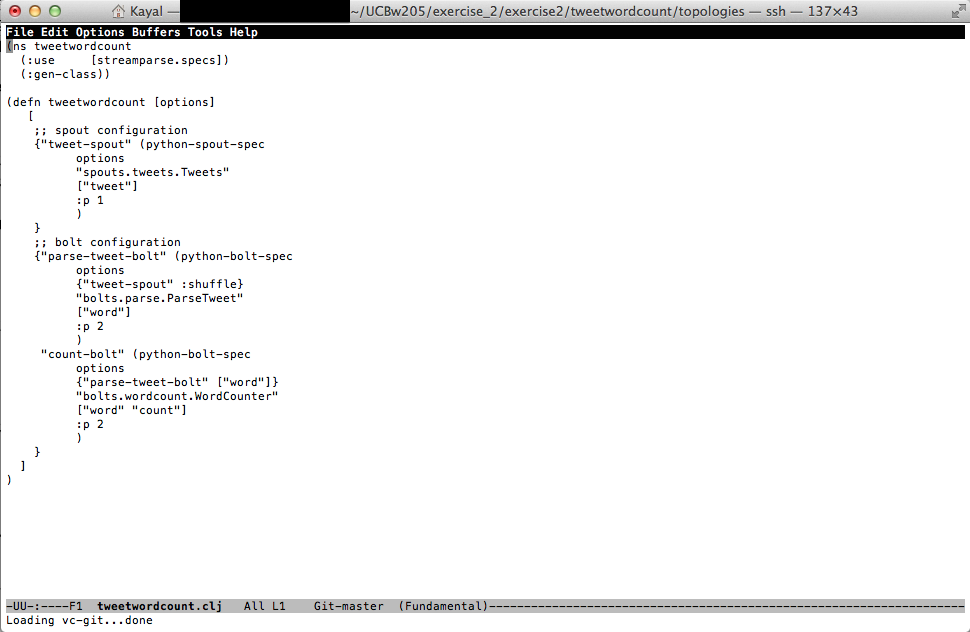 Kayal — ~/UCBw205/exercise_2/exercise2/tweetwordcount/topologies — ssh — 137×43
File Edit Options Buffers Tools Help
(ns tweetwordcount
  (:use     [streamparse.specs])
  (:gen-class))
(defn tweetwordcount [options]
   [
    ;; spout configuration
    {"tweet-spout" (python-spout-spec
          options
          "spouts.tweets.Tweets"
          ["tweet"]
          :p 1
          )
    }
    ;; bolt configuration
    {"parse-tweet-bolt" (python-bolt-spec
          options
          {"tweet-spout" :shuffle}
          "bolts.parse.ParseTweet"
          ["word"]
          :p 2
          )
     "count-bolt" (python-bolt-spec
          options
          {"parse-tweet-bolt" ["word"]}
          "bolts.wordcount.WordCounter"
          ["word" "count"]
          :p 2
          )
    }
  ]
)
-UU-:----F1  tweetwordcount.clj   All L1    Git-master  (Fundamental)--------------------------------------------------------------------
Loading vc-git...done